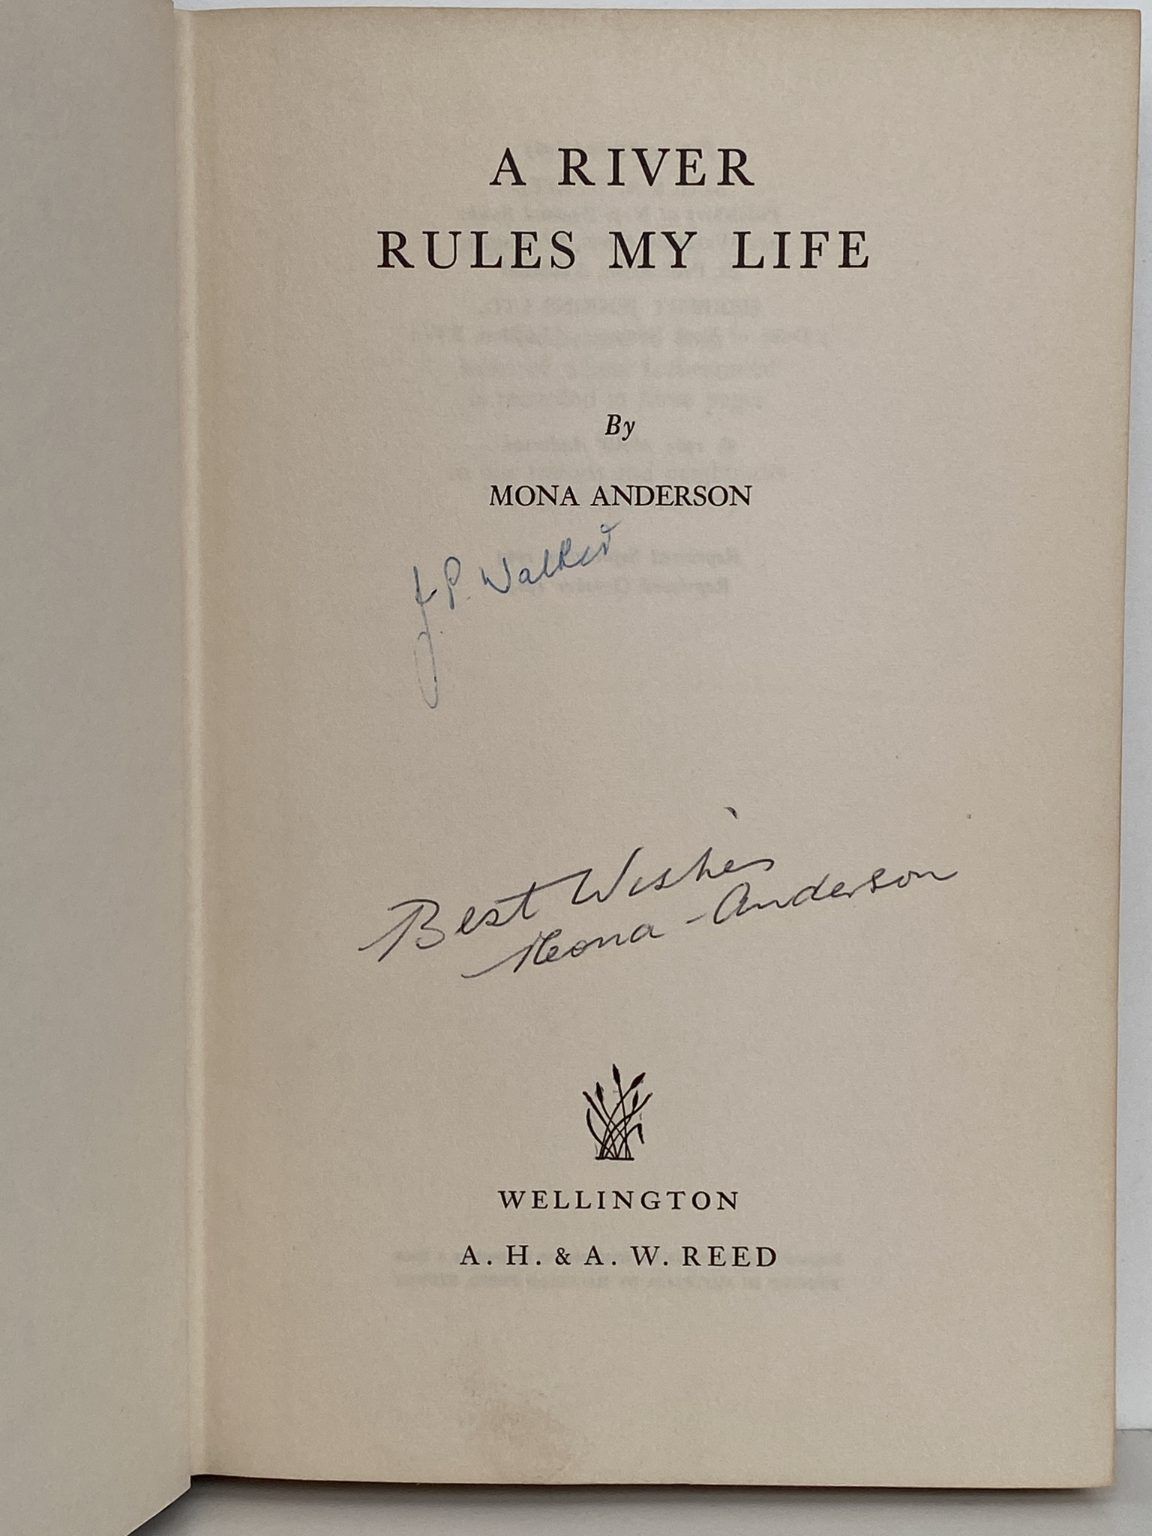 A RIVER
RULES MY LIFE
By
MONA ANDERSON
J P. Walker
Best Wishes
Mona Anderson
WELLINGTON
A. H. & A. W. REED